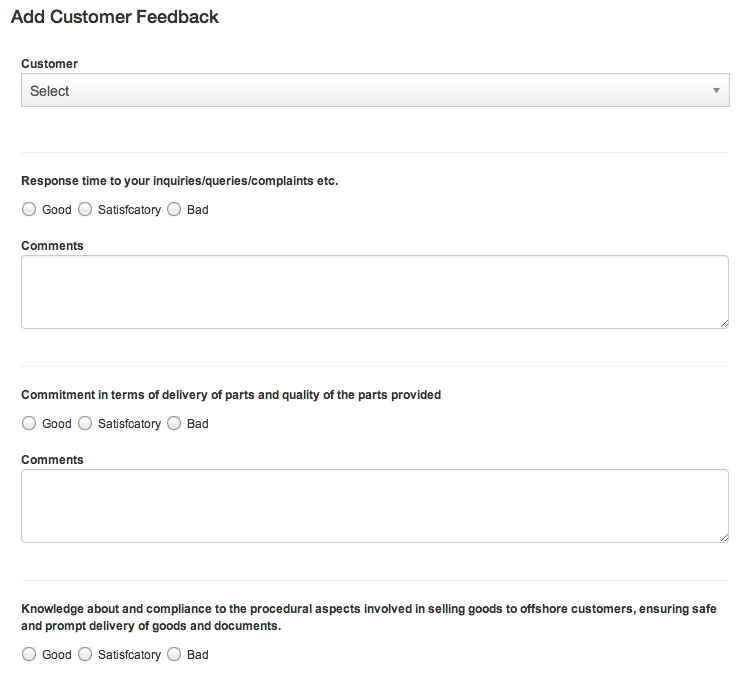 Add Customer Feedback
Customer
Select
Response time to your inquiries/queries/complaints etc.
Good Satisfcatory Bad
Comments
Commitment in terms of delivery of parts and quality of the parts provided
Good Satisfcatory Bad
Comments
Knowledge about and compliance to the procedural aspects involved in selling goods to offshore customers, ensuring safe
and prompt delivery of goods and documents.
Good Satisfcatory Bad